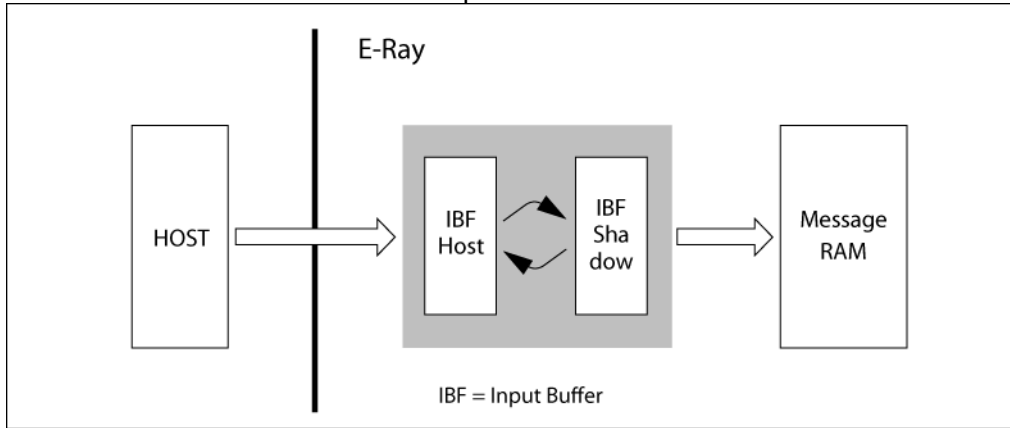 E-Ray
HOST
IBF
Host
IBF
Sha
dow
Message
RAM
IBF = Input Buffer